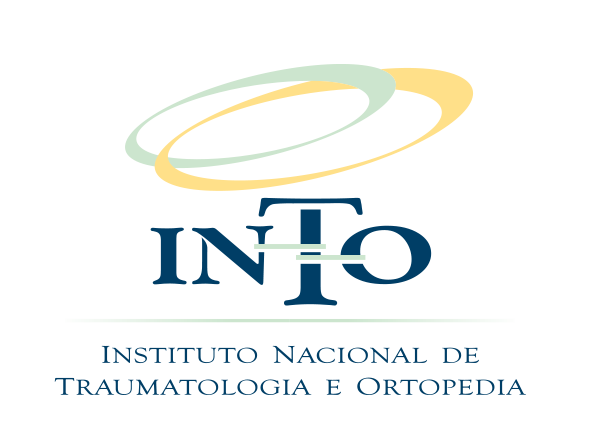 INTO
INSTITUTO NACIONAL DE
TRAUMATOLOGIA E ORTOPEDIA